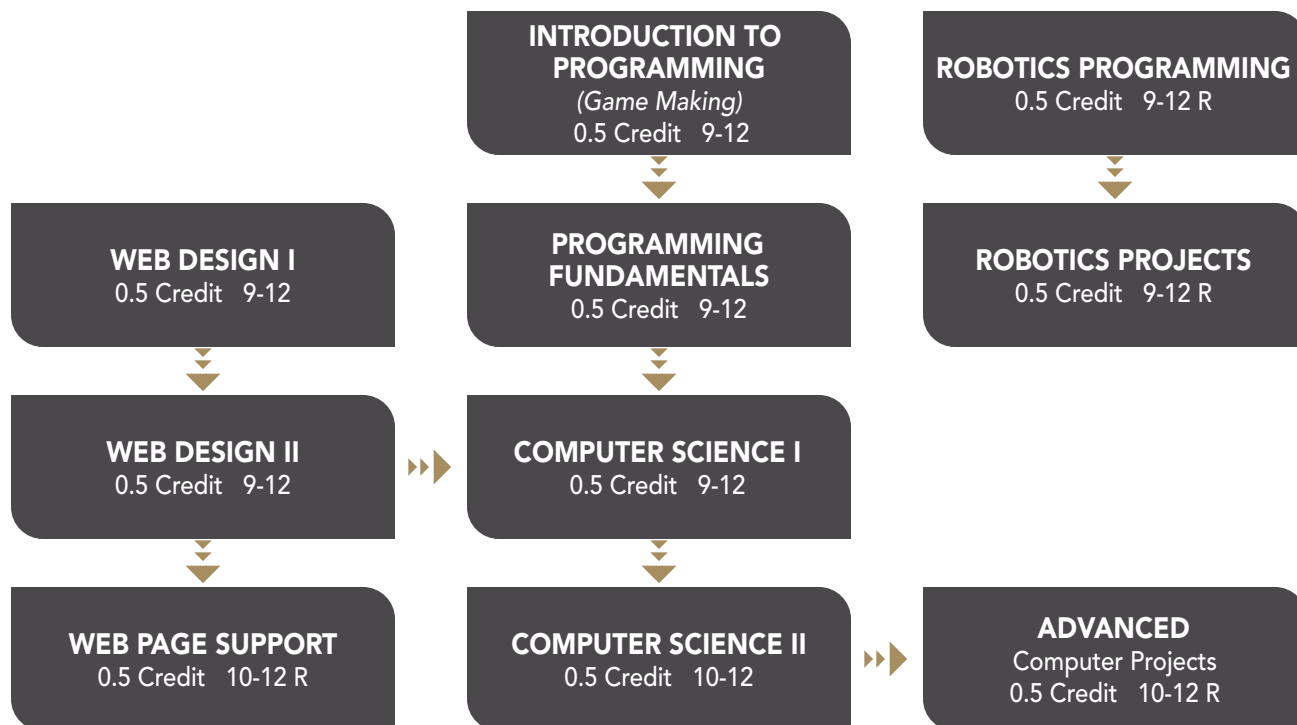 INTRODUCTION TO
PROGRAMMING
(Game Making)
0.5 Credit 9-12
ROBOTICS PROGRAMMING
0.5 Credit 9-12 R
WEB DESIGN I
0.5 Credit 9-12
PROGRAMMING
FUNDAMENTALS
0.5 Credit 9-12
ROBOTICS PROJECTS
0.5 Credit 9-12 R
WEB DESIGN II
0.5 Credit 9-12
COMPUTER SCIENCE I
0.5 Credit 9-12
WEB PAGE SUPPORT
0.5 Credit 10-12 R
COMPUTER SCIENCE II
0.5 Credit 10-12
ADVANCED
Computer Projects
0.5 Credit 10-12 R